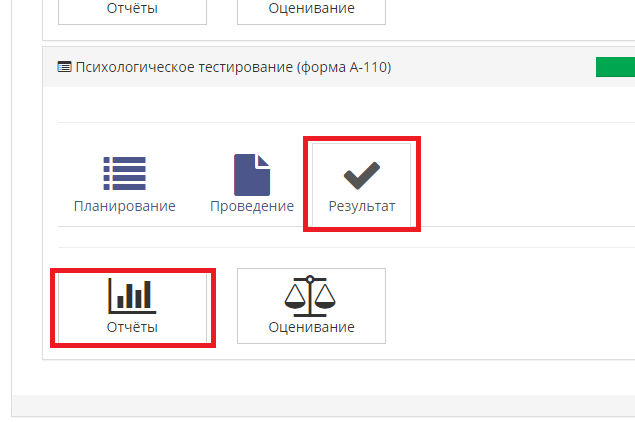 Отчёты
Оценивание
Психологическое тестирование (форма А-110)
Планирование
Проведение
Результат
Отчёты
Оценивание